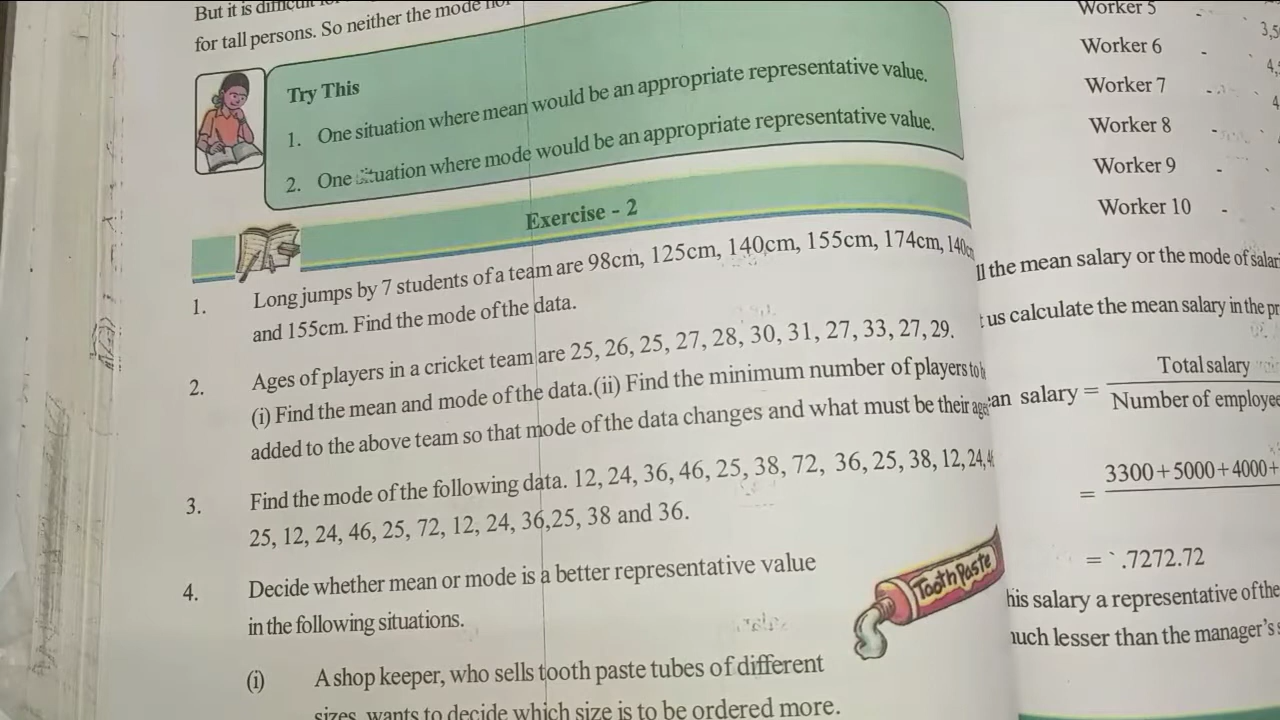 But it is difficult
for tall persons. So neither the mode
Try This
1. One situation where mean would be an appropriate representative value.
2. One situation where mode would be an appropriate representative value.
Exercise - 2
1. Long jumps by 7 students of a team are 98cm, 125cm, 140cm, 155cm, 174cm, 140cm
and 155cm. Find the mode of the data.
2. Ages of players in a cricket team are 25, 26, 25, 27, 28, 30, 31, 27, 33, 27, 29.
(i) Find the mean and mode of the data.(ii) Find the minimum number of players to
added to the above team so that mode of the data changes and what must be their
3. Find the mode of the following data. 12, 24, 36, 46, 25, 38, 72, 36, 25, 38, 12, 24,
25, 12, 24, 46, 25, 72, 12, 24, 36,25, 38 and 36.
4. Decide whether mean or mode is a better representative value
in the following situations.
(i) A shop keeper, who sells tooth paste tubes of different
sizes, wants to decide which size is to be ordered more.
Tooth Paste
Worker 5 -
3,5
Worker 6 -
4,
Worker 7 -
4
Worker 8 -
Worker 9 -
Worker 10 -
the mean salary or the mode of
us calculate the mean salary in the
salary = Total salary
Number of
= 3300+5000+4000+
= `.7272.72
his salary a representative of the
lesser than the manager's